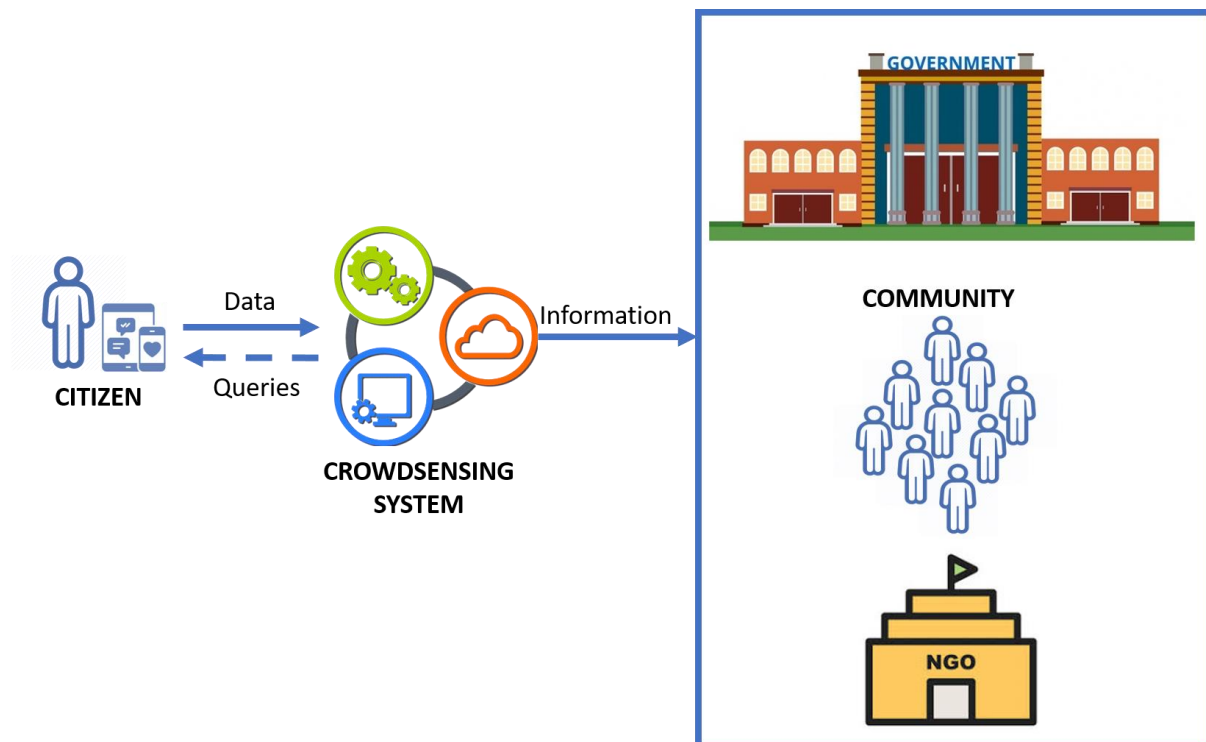 GOVERNMENT
COMMUNITY
Data
Information
Queries
CITIZEN
CROWDSENSING
SYSTEM
NGO